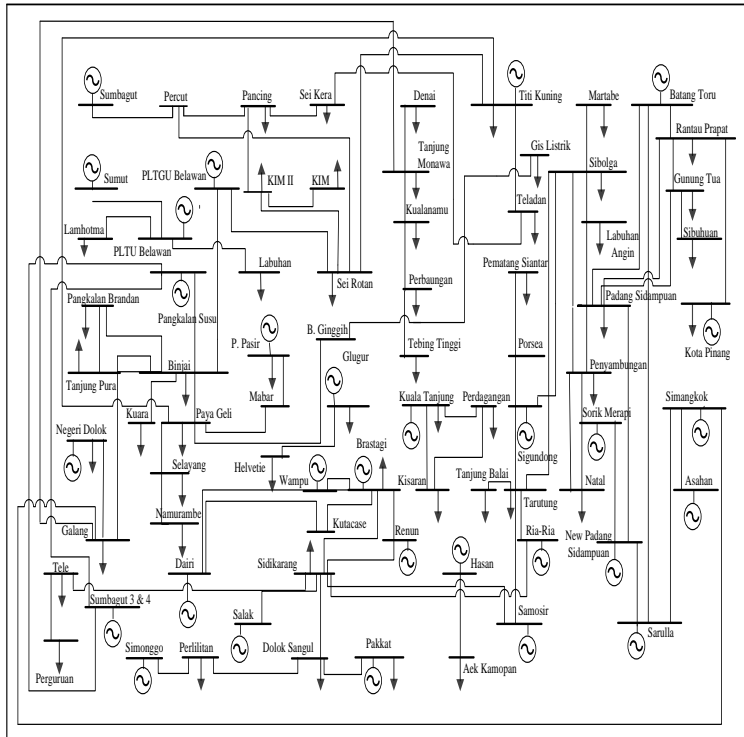 Sumbagut
Percut
Pancing
Sei Kera
Denai
Titi Kuning
Martabe
Batang Toru
Rantau Prapat
Sumut
PLTGU Belawan
KIM II
KIM
Tanjung
Monawa
Gis Listrik
Sibolga
Gunung Tua
Lamhotma
PLTU Belawan
Labuhan
Sei Rotan
Kualanamu
Teladan
Labuhan
Angin
Sibuhuan
Pangkalan Brandan
Pangkalan Susu
P. Pasir
B. Ginggih
Glugur
Perbaungan
Pematang Siantar
Padang Sidampuan
Kota Pinang
Tanjung Pura
Binjai
Mabar
Tebing Tinggi
Porsea
Penyambungan
Negeri Dolok
Kuara
Paya Geli
Kuala Tanjung
Perdagangan
Sigundong
Sorik Merapi
Simangkok
Selayang
Helvetie
Brastagi
Wampu
Kisaran
Tanjung Balai
Tarutung
Natal
Asahan
Galang
Namurambe
Kutacase
Renun
Ria-Ria
New Padang
Sidampuan
Tele
Dairi
Sidikarang
Hasan
Sumbagut 3 & 4
Salak
Samosir
Sarulla
Perguruan
Simonggo
Perlilitan
Dolok Sangul
Pakkat
Aek Kamopan